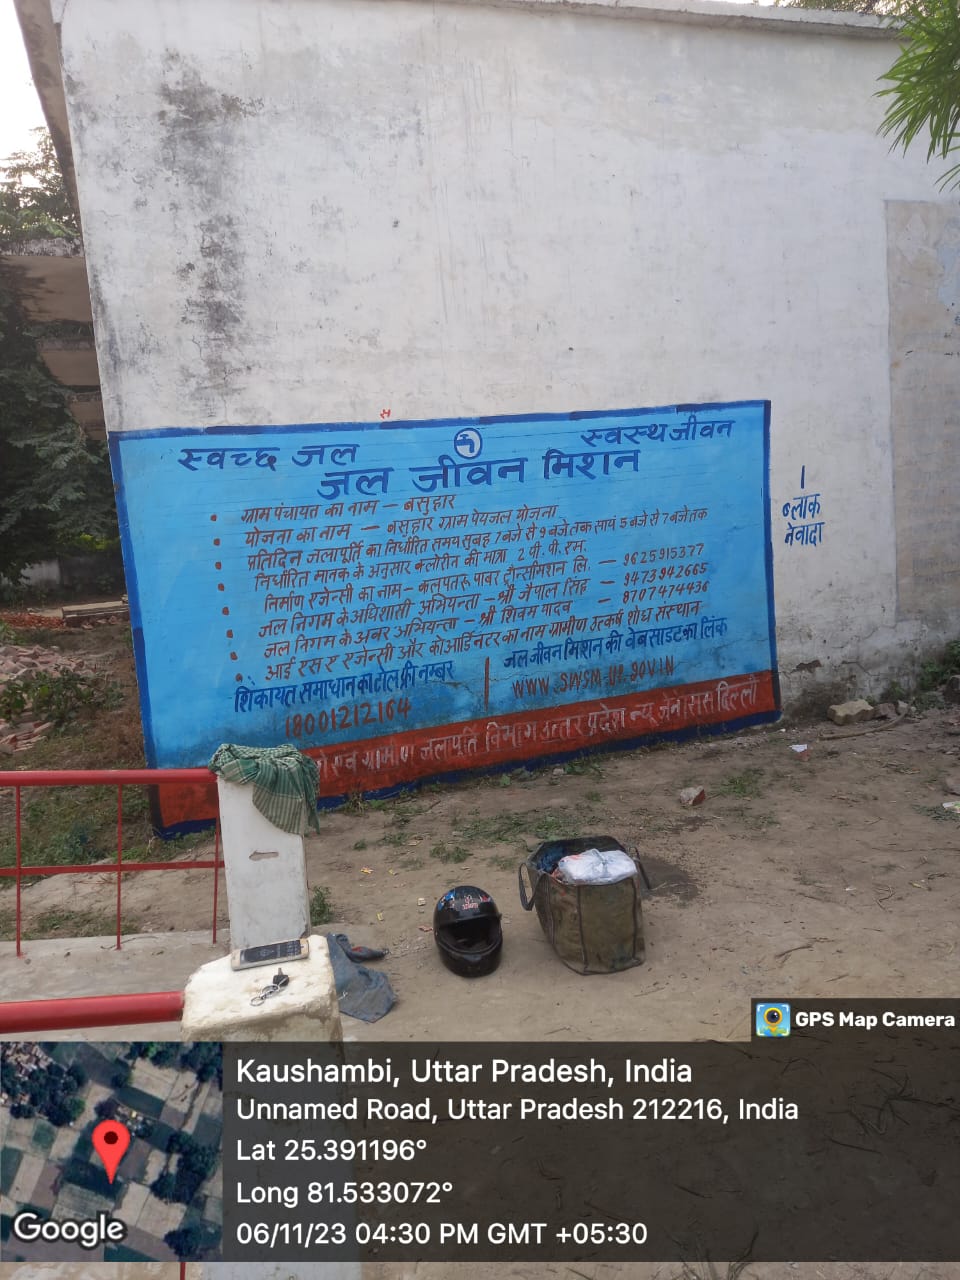 स्वच्छ जल
स्वस्थ जीवन
जल जीवन मिशन
• ग्राम पंचायत का नाम – बसुहार
• योजना का नाम – बसुहार ग्राम पेयजल योजना
• प्रतिदिन जलापूर्ति का निर्धारित समय सुबह 7 बजे से 9 बजे तक सायं 5 बजे से 7 बजे तक
• निर्धारित मानक के अनुसार क्लोरीन की मात्रा 2 पी. पी. एम.
• निर्माण एजेन्सी का नाम – कलपतरू पावर ट्रान्समिशन लि. – 9625915377
• जल निगम के अधिशासी अभियन्ता – श्री जैपाल सिंह – 9473942665
• जल निगम के अवर अभियन्ता – श्री शिवम यादव – 8707474436
• आई एस ए एजेन्सी और कोआर्डिनेटर का नाम ग्रामीण उत्कर्ष शोध संस्थान
शिकायत समाधान का टोल फ्री नम्बर
18001212164
जल जीवन मिशन की वेबसाइट का लिंक
WWW.SWSM.UP.GOV.IN
ग्रामीण जलापूर्ति विभाग उत्तर प्रदेश न्यू जेनेसिस दिल्ली
ब्लाक
नेवादा
GPS Map Camera
Kaushambi, Uttar Pradesh, India
Unnamed Road, Uttar Pradesh 212216, India
Lat 25.391196°
Long 81.533072°
06/11/23 04:30 PM GMT +05:30
Google